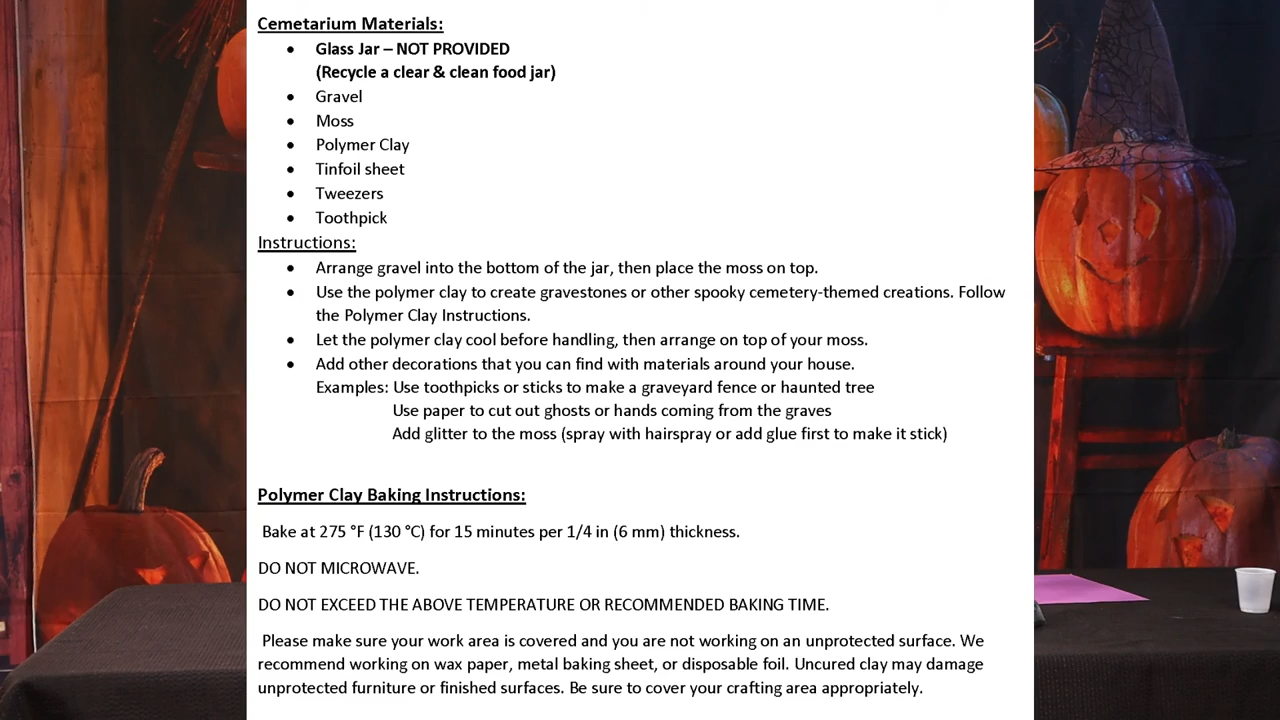 Cemetarium Materials:
• Glass Jar – NOT PROVIDED
(Recycle a clear & clean food jar)
• Gravel
• Moss
• Polymer Clay
• Tinfoil sheet
• Tweezers
• Toothpick
Instructions:
• Arrange gravel into the bottom of the jar, then place the moss on top.
• Use the polymer clay to create gravestones or other spooky cemetery-themed creations. Follow
the Polymer Clay Instructions.
• Let the polymer clay cool before handling, then arrange on top of your moss.
• Add other decorations that you can find with materials around your house.
Examples: Use toothpicks or sticks to make a graveyard fence or haunted tree
Use paper to cut out ghosts or hands coming from the graves
Add glitter to the moss (spray with hairspray or add glue first to make it stick)
Polymer Clay Baking Instructions:
Bake at 275 °F (130 °C) for 15 minutes per 1/4 in (6 mm) thickness.
DO NOT MICROWAVE.
DO NOT EXCEED THE ABOVE TEMPERATURE OR RECOMMENDED BAKING TIME.
Please make sure your work area is covered and you are not working on an unprotected surface. We
recommend working on wax paper, metal baking sheet, or disposable foil. Uncured clay may damage
unprotected furniture or finished surfaces. Be sure to cover your crafting area appropriately.